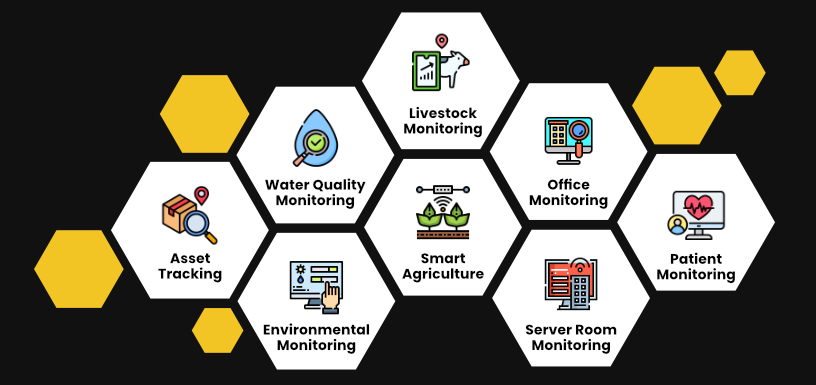 Livestock
Monitoring
Water Quality
Monitoring
Office
Monitoring
Asset
Tracking
Smart
Agriculture
Patient
Monitoring
Environmental
Monitoring
Server Room
Monitoring